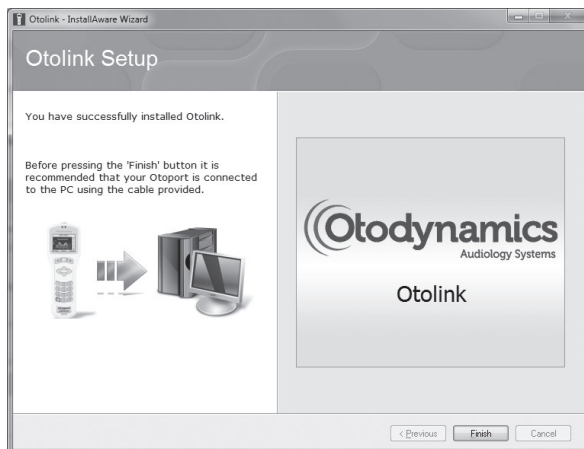 Otolink - InstallAware Wizard
Otolink Setup
You have successfully installed Otolink.
Before pressing the 'Finish' button it is
recommended that your Otoport is connected
to the PC using the cable provided.
Otodynamics
Audiology Systems
Otolink
< Previous
Finish
Cancel